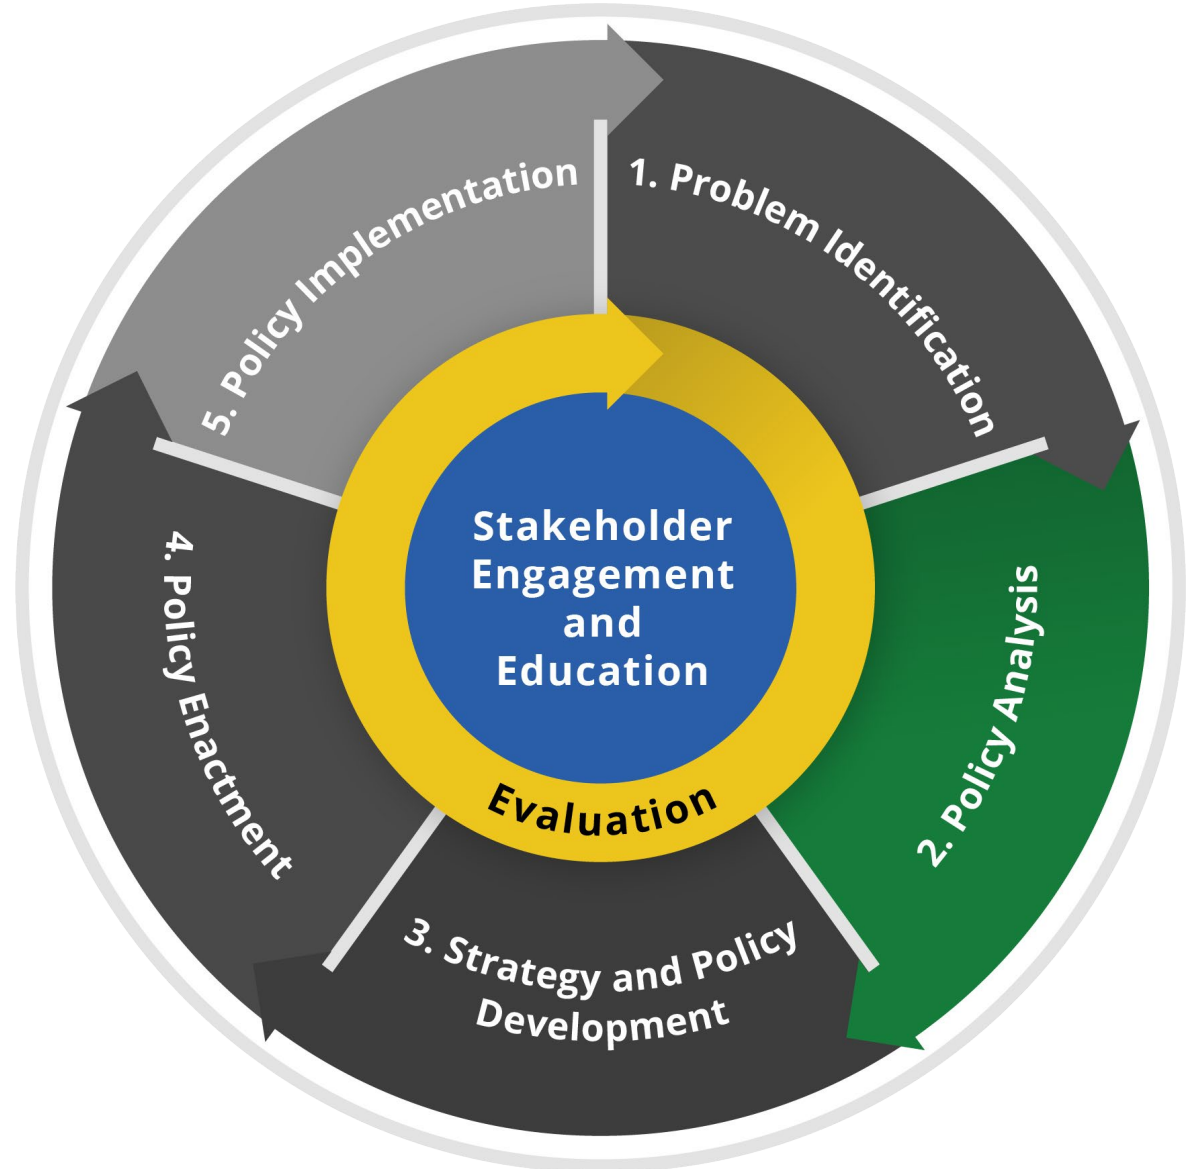 1. Problem Identification
2. Policy Analysis
3. Strategy and Policy
Development
4. Policy Enactment
5. Policy Implementation
Stakeholder
Engagement
and
Education
Evaluation